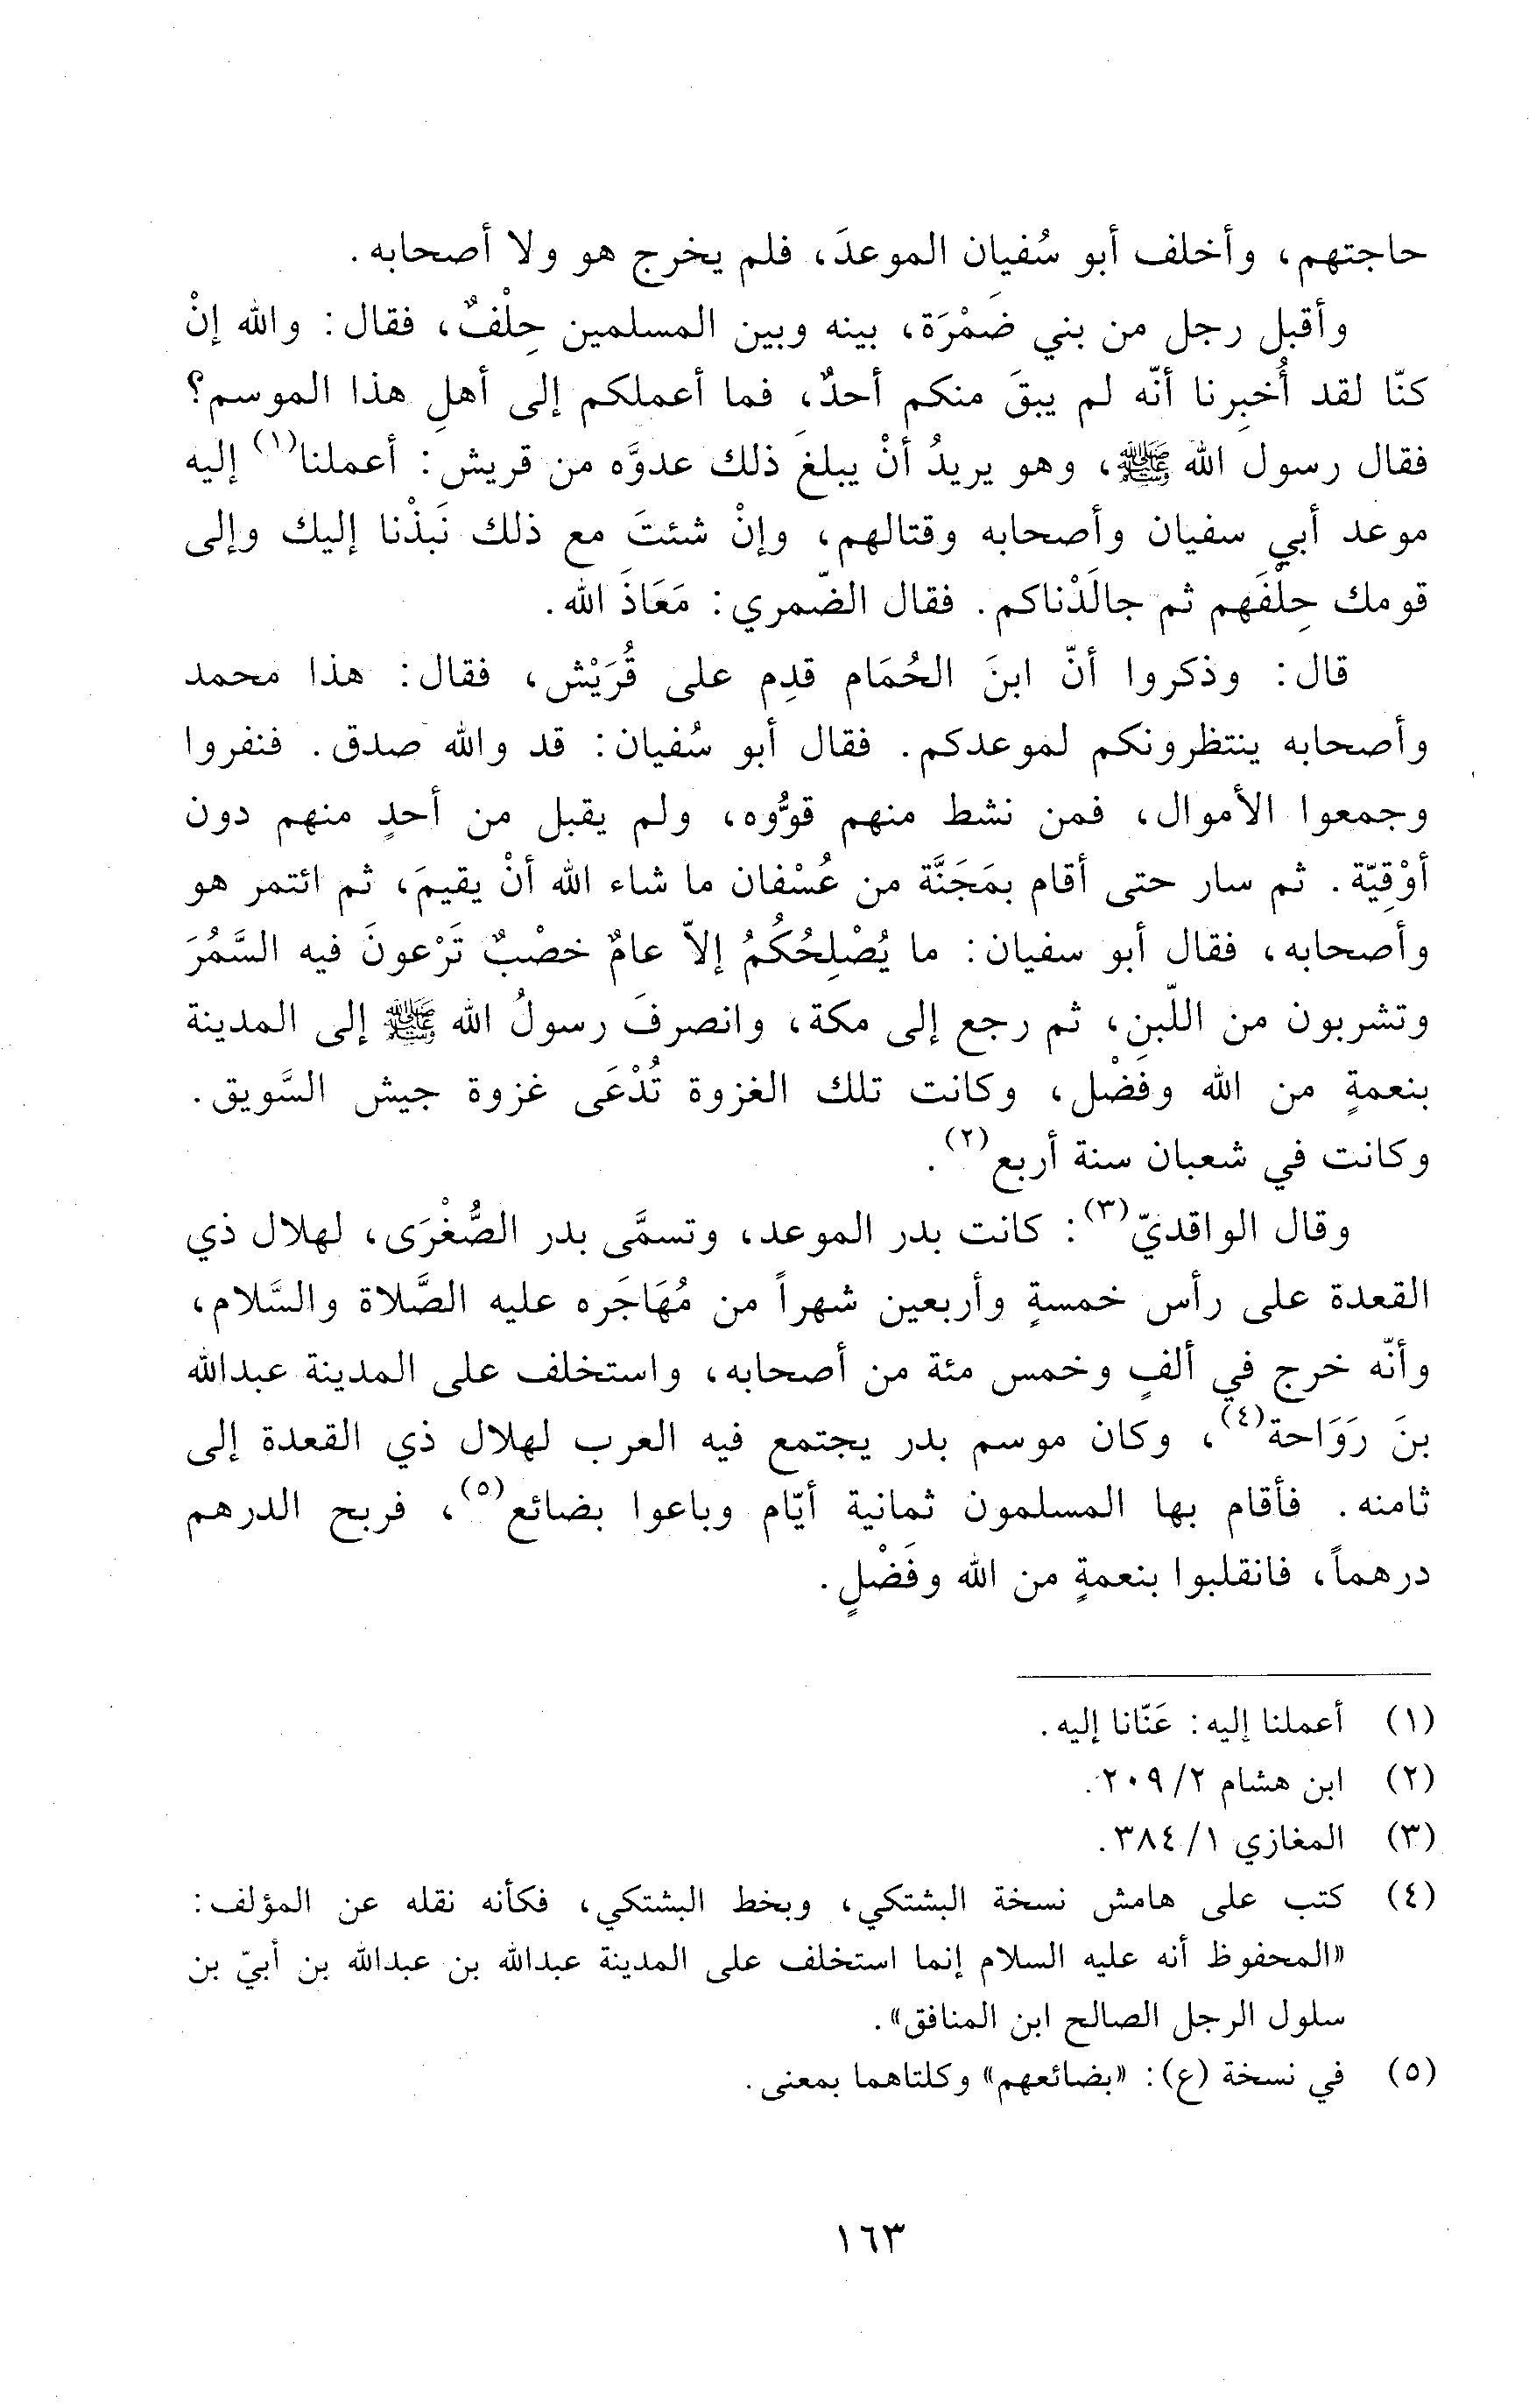 حاجتهم، وأخلف أبو سُفيان الموعدَ، فلم يخرج هو ولا أصحابه.
وأقبل رجل من بني ضَمْرَة، بينه وبين المسلمين حِلْفٌ، فقال: والله إنْ
كنّا لقد أُخبِرنا أنّه لم يبقَ منكم أحدٌ، فما أعملكم إلى أهلِ هذا الموسم؟
فقال رسول الله ﷺ، وهو يريدُ أنْ يبلغَ ذلك عدوَّه من قريش: أعملنا(١) إليه
موعد أبي سفيان وأصحابه وقتالهم، وإنْ شئتَ مع ذلك نَبذْنا إليك وإلى
قومك حِلْفَهم ثم جالَدْناكم. فقال الضّمري: مَعَاذَ الله.
قال: وذكروا أنّ ابنَ الحُمَام قدِم على قُرَيْش، فقال: هذا محمد
وأصحابه ينتظرونكم لموعدكم. فقال أبو سُفيان: قد والله صدق. فنفروا
وجمعوا الأموال، فمن نشط منهم قوُّوه، ولم يقبل من أحدٍ منهم دون
أوْقِيّة. ثم سار حتى أقام بمَجَنَّة من عُسْفان ما شاء الله أنْ يقيمَ، ثم ائتمر هو
وأصحابه، فقال أبو سفيان: ما يُصْلِحُكُمُ إلاّ عامٌ خصْبٌ تَرْعونَ فيه السَّمُرَ
وتشربون من اللّبن، ثم رجع إلى مكة، وانصرفَ رسولُ الله ﷺ إلى المدينة
بنعمةٍ من الله وفَضْل، وكانت تلك الغزوة تُدْعَى غزوة جيش السَّويق.
وكانت في شعبان سنة أربع(٢).
وقال الواقديّ(٣): كانت بدر الموعد، وتسمَّى بدر الصُّغْرَى، لهلال ذي
القعدة على رأس خمسةٍ وأربعين شهراً من مُهَاجَره عليه الصَّلاة والسَّلام،
وأنّه خرج في ألفٍ وخمس مئة من أصحابه، واستخلف على المدينة عبدالله
بنَ رَوَاحة(٤)، وكان موسم بدر يجتمع فيه العرب لهلال ذي القعدة إلى
ثامنه. فأقام بها المسلمون ثمانية أيّام وباعوا بضائع(٥)، فربح الدرهم
درهماً، فانقلبوا بنعمةٍ من الله وفَضْلٍ.
(١) أعملنا إليه: عَنّانا إليه.
(٢) ابن هشام ٢/ ٢٠٩.
(٣) المغازي ١/ ٣٨٤.
(٤) كتب على هامش نسخة البشتكي، وبخط البشتكي، فكأنه نقله عن المؤلف:
«المحفوظ أنه عليه السلام إنما استخلف على المدينة عبدالله بن عبدالله بن أبيّ بن
سلول الرجل الصالح ابن المنافق».
(٥) في نسخة (ع): «بضائعهم» وكلتاهما بمعنى.
١٦٣